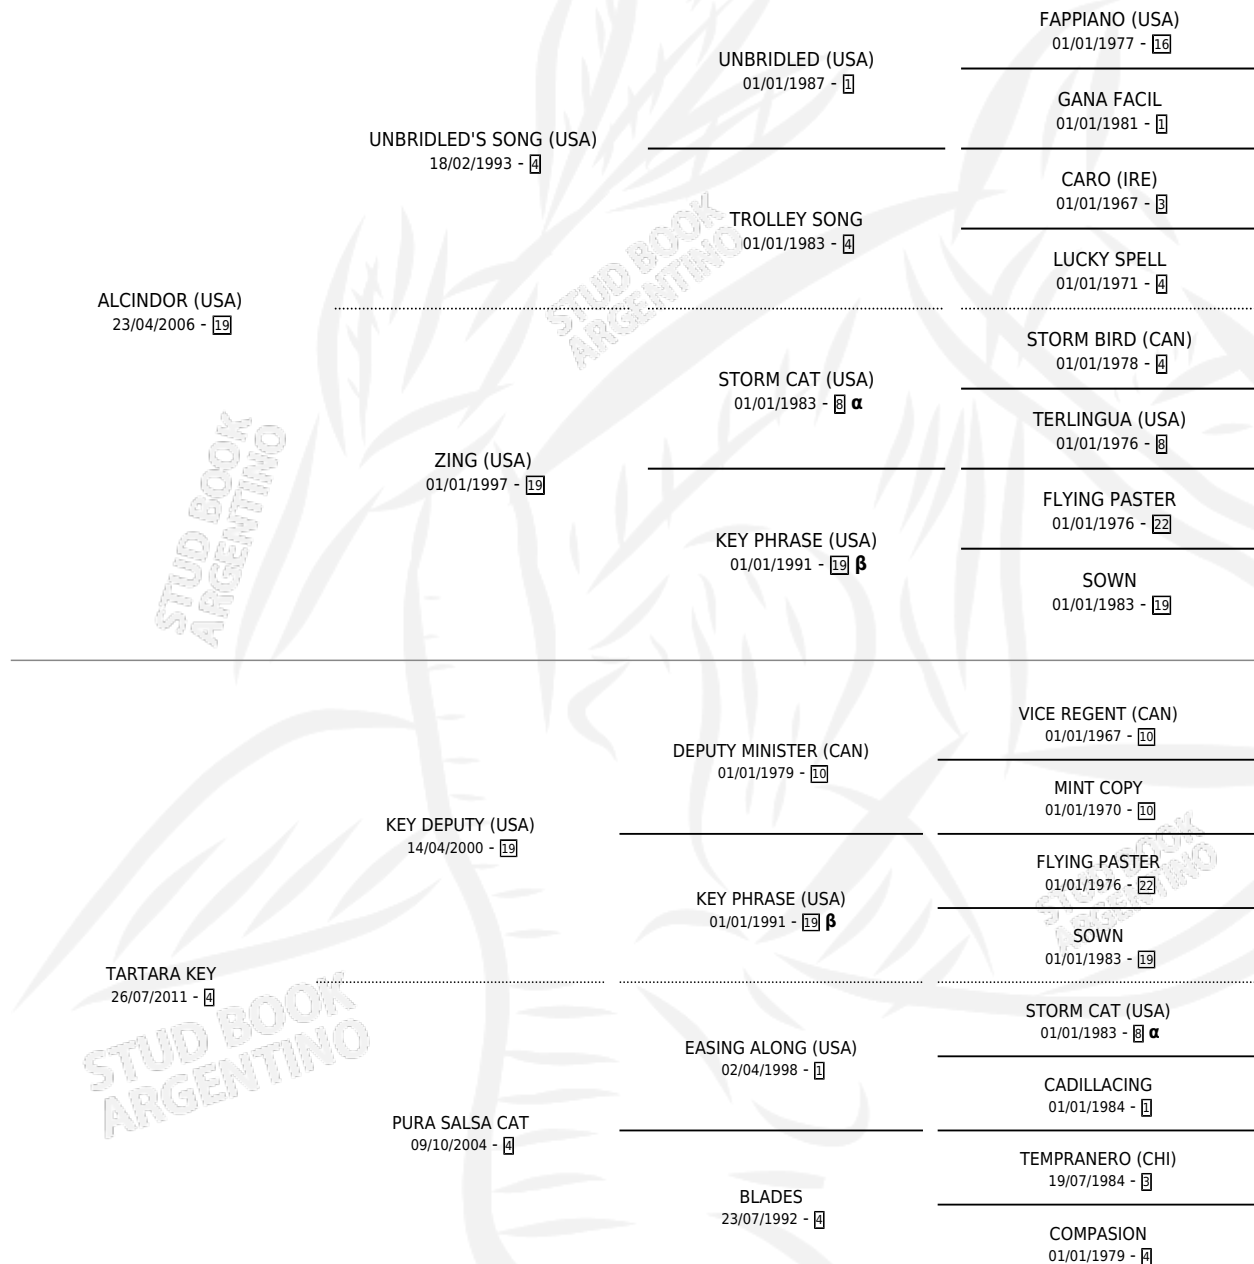 FAPPIANO (USA)
01/01/1977 - 16
UNBRIDLED (USA)
01/01/1987 - 1
GANA FACIL
01/01/1981 - 1
UNBRIDLED'S SONG (USA)
18/02/1993 - 4
CARO (IRE)
01/01/1967 - 3
TROLLEY SONG
01/01/1983 - 4
LUCKY SPELL
01/01/1971 - 4
ALCINDOR (USA)
23/04/2006 - 19
STORM BIRD (CAN)
01/01/1978 - 4
STORM CAT (USA)
01/01/1983 - 8 α
TERLINGUA (USA)
01/01/1976 - 8
ZING (USA)
01/01/1997 - 19
FLYING PASTER
01/01/1976 - 22
KEY PHRASE (USA)
01/01/1991 - 19 β
SOWN
01/01/1983 - 19
STUD BOOK
ARGENTINO
STUD BOOK
ARGENTINO
VICE REGENT (CAN)
01/01/1967 - 10
DEPUTY MINISTER (CAN)
01/01/1979 - 10
MINT COPY
01/01/1970 - 10
KEY DEPUTY (USA)
14/04/2000 - 19
FLYING PASTER
01/01/1976 - 22
KEY PHRASE (USA)
01/01/1991 - 19 β
SOWN
01/01/1983 - 19
TARTARA KEY
26/07/2011 - 4
STORM CAT (USA)
01/01/1983 - 8 α
EASING ALONG (USA)
02/04/1998 - 1
CADILLACING
01/01/1984 - 1
PURA SALSA CAT
09/10/2004 - 4
TEMPRANERO (CHI)
19/07/1984 - 3
BLADES
23/07/1992 - 4
COMPASION
01/01/1979 - 4
STUD BOOK
ARGENTINO
STUD BOOK
ARGENTINO